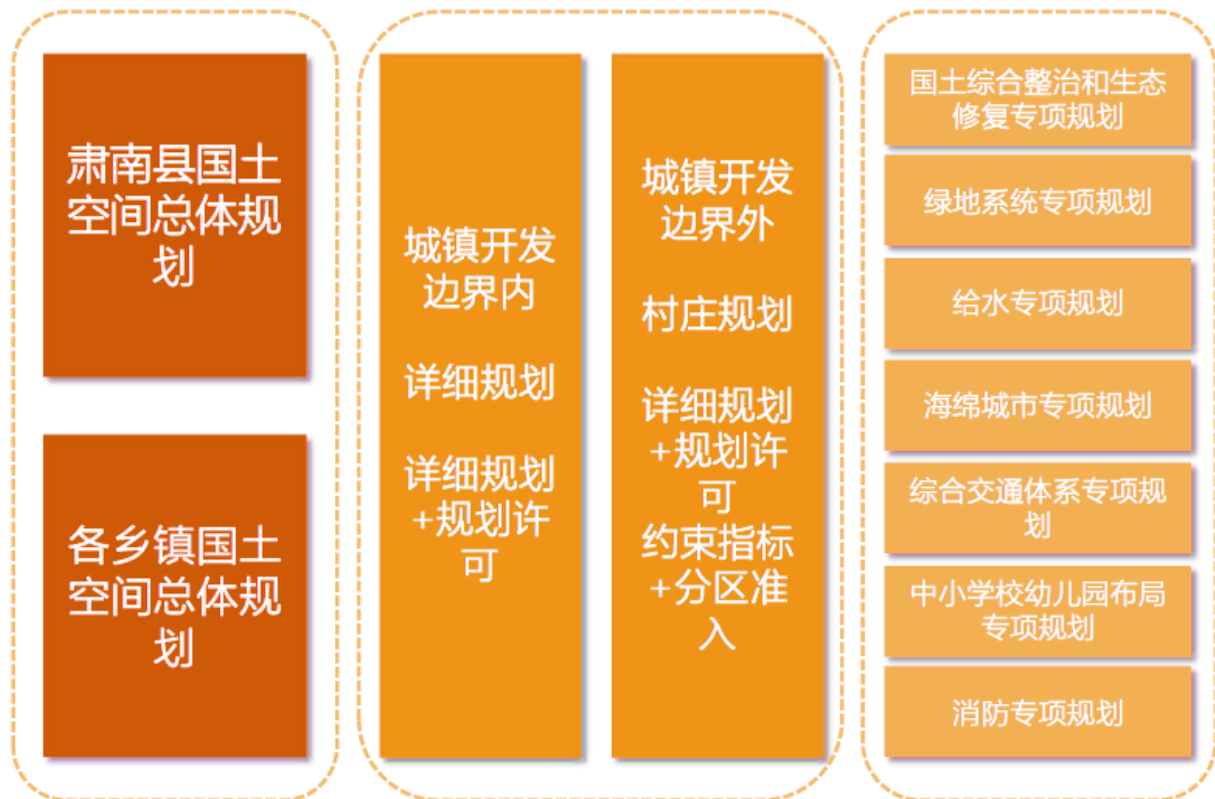 肃南县国土
空间总体规
划
各乡镇国土
空间总体规
划
城镇开发
边界内
详细规划
详细规划
+规划许
可
城镇开发
边界外
村庄规划
详细规划
+规划许
可
约束指标
+分区准
入
国土综合整治和生态
修复专项规划
绿地系统专项规划
给水专项规划
海绵城市专项规划
综合交通体系专项规
划
中小学校幼儿园布局
专项规划
消防专项规划